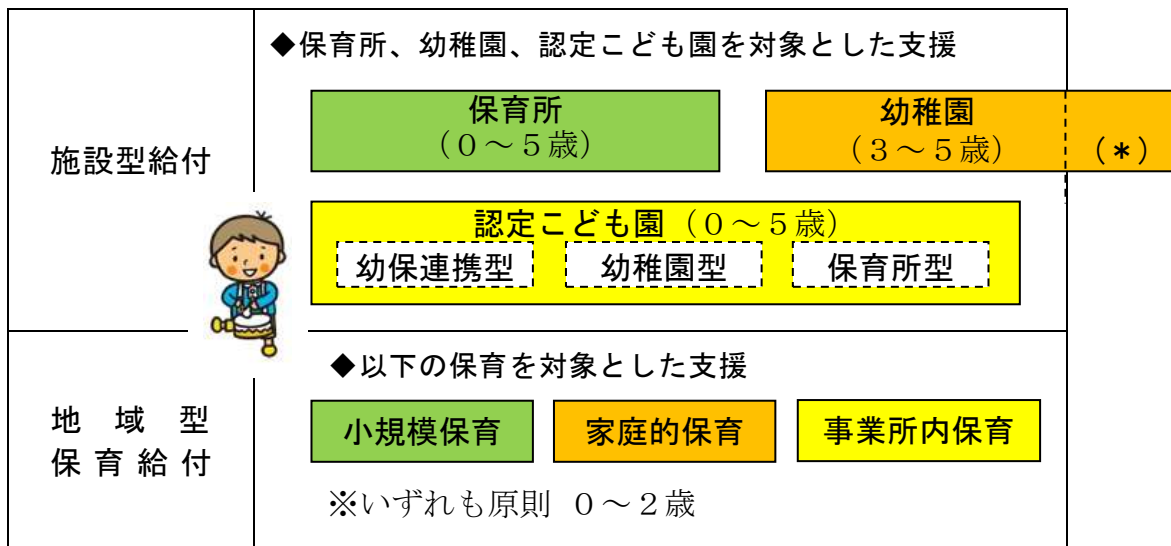 施設型給付
◆保育所、幼稚園、認定こども園を対象とした支援
保育所
(０～５歳)
幼稚園
(３～５歳)
(＊)
認定こども園(０～５歳)
幼保連携型
幼稚園型
保育所型
地域型
保育給付
◆以下の保育を対象とした支援
小規模保育
家庭的保育
事業所内保育
※いずれも原則 ０～２歳